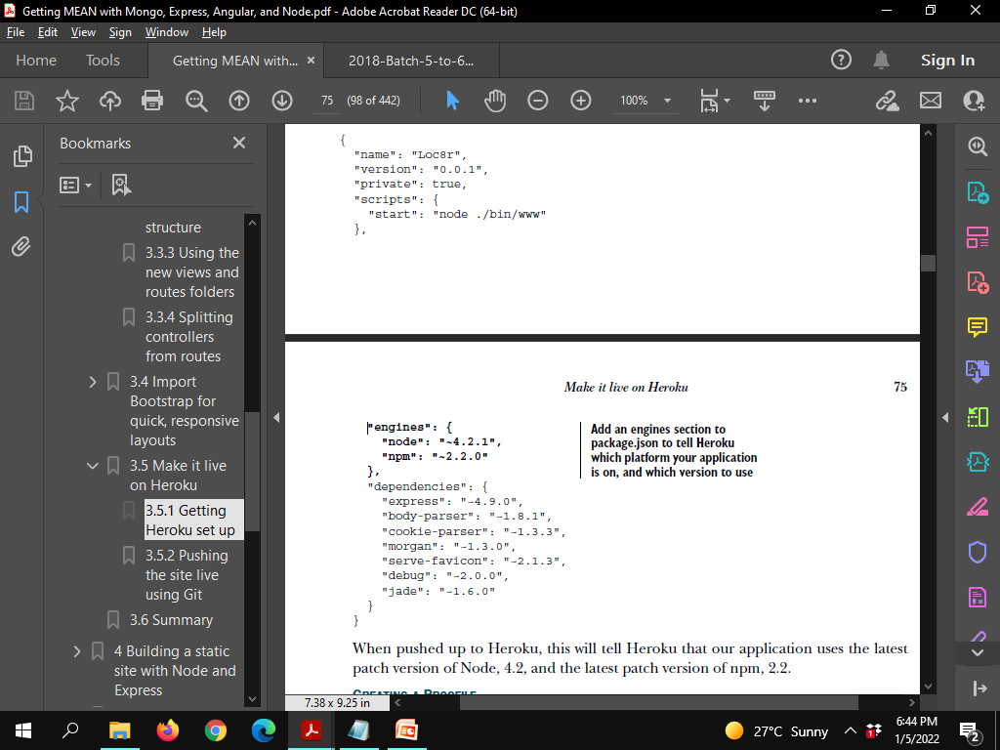 Getting MEAN with Mongo, Express, Angular, and Node.pdf - Adobe Acrobat Reader DC (64-bit)
File Edit View Sign Window Help
Home Tools Getting MEAN with... × 2018-Batch-5-to-6... Sign In
75 (98 of 442) 100%
Bookmarks
structure
3.3.3 Using the
new views and
routes folders
3.3.4 Splitting
controllers
from routes
3.4 Import
Bootstrap for
quick, responsive
layouts
3.5 Make it live
on Heroku
3.5.1 Getting
Heroku set up
3.5.2 Pushing
the site live
using Git
3.6 Summary
4 Building a static
site with Node and
Express
{
"name": "Loc8r",
"version": "0.0.1",
"private": true,
"scripts": {
"start": "node ./bin/www"
},
Make it live on Heroku 75
"engines": {
"node": "~4.2.1",
"npm": "~2.2.0"
},
Add an engines section to
package.json to tell Heroku
which platform your application
is on, and which version to use
"dependencies": {
"express": "~4.9.0",
"body-parser": "~1.8.1",
"cookie-parser": "~1.3.3",
"morgan": "~1.3.0",
"serve-favicon": "~2.1.3",
"debug": "~2.0.0",
"jade": "~1.6.0"
}
}
When pushed up to Heroku, this will tell Heroku that our application uses the latest
patch version of Node, 4.2, and the latest patch version of npm, 2.2.
CREATING A PROCFILE
7.38 x 9.25 in
27°C Sunny
6:44 PM
1/5/2022
2